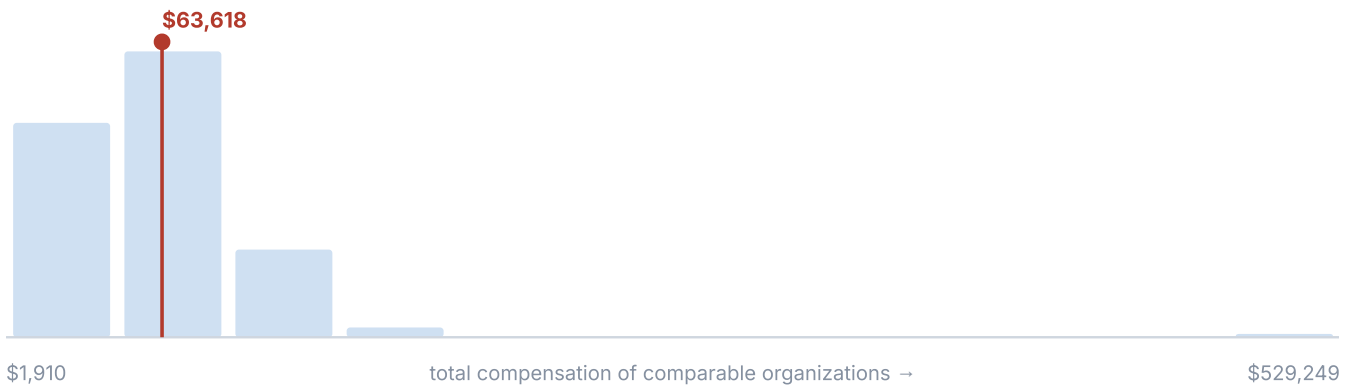 $63,618
$1,910
total compensation of comparable organizations →
$529,249